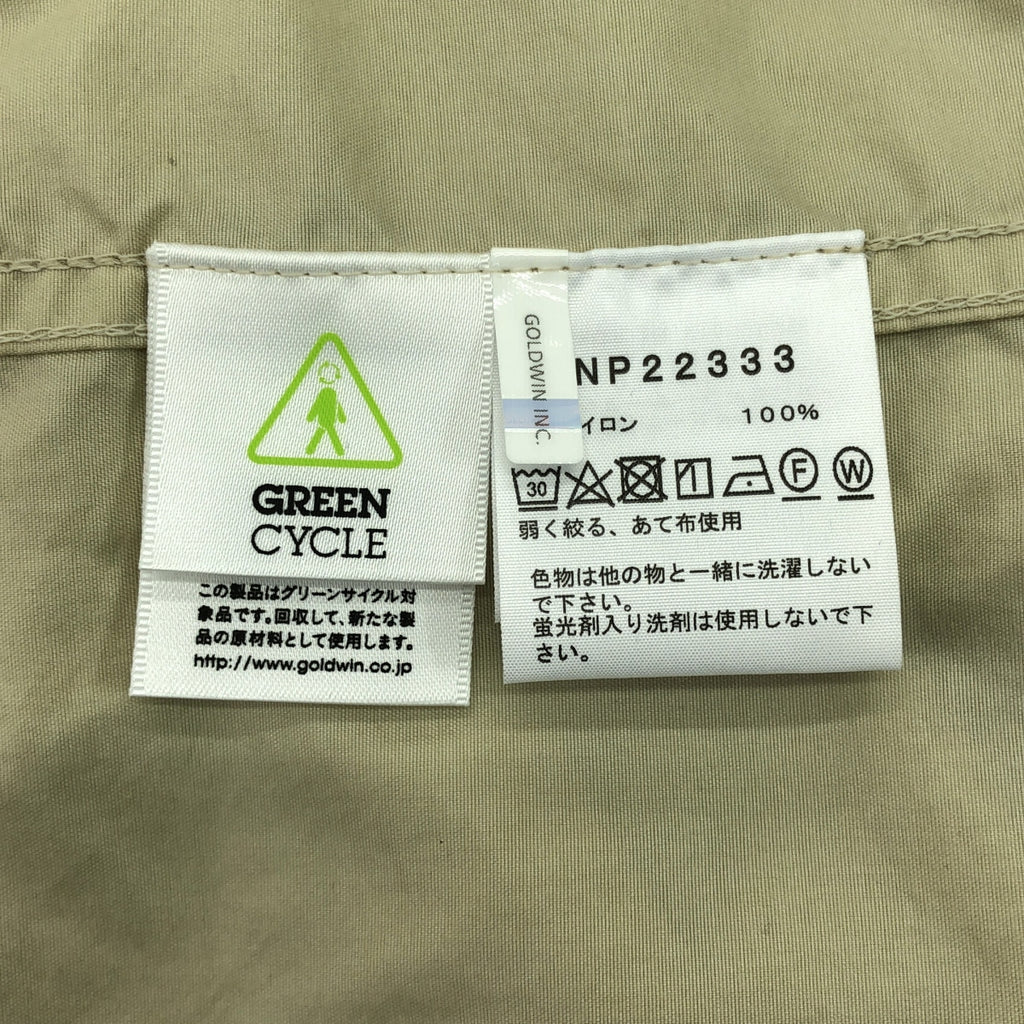 GREEN
CYCLE
この製品はグリーンサイクル対
象品です。回収して、新たな製
品の原材料として使用します。
http://www.goldwin.co.jp
GOLDWIN INC.
NP22333
イロン 100%
30 F W
弱く絞る、あて布使用
色物は他の物と一緒に洗濯しない
で下さい。
蛍光剤入り洗剤は使用しないで下
さい。